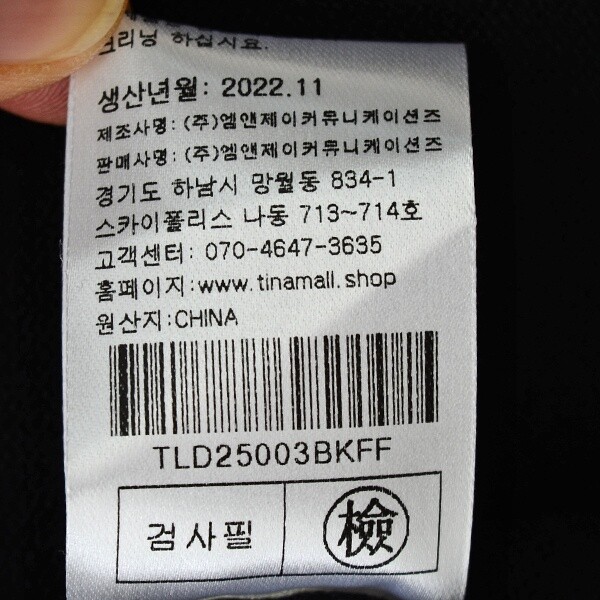 크리닝 하십시요.
생산년월: 2022.11
제조사명: (주)엠앤제이커뮤니케이션즈
판매사명: (주)엠앤제이커뮤니케이션즈
경기도 하남시 망월동 834-1
스카이폴리스 나동 713~714호
고객센터: 070-4647-3635
홈페이지:www.tinamall.shop
원산지:CHINA
TLD25003BKFF
검사필 檢